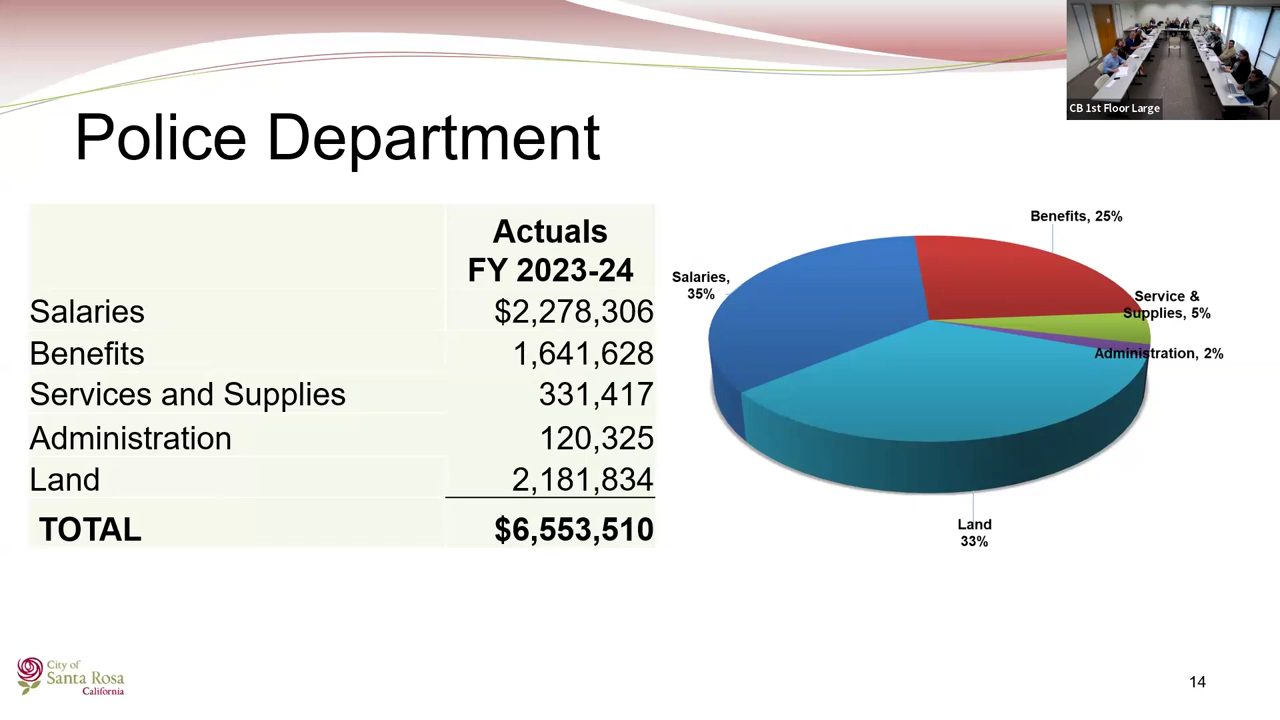 CB 1st Floor Large
Police Department
Actuals
FY 2023-24
Salaries $2,278,306
Benefits 1,641,628
Services and Supplies 331,417
Administration 120,325
Land 2,181,834
TOTAL $6,553,510
Benefits, 25%
Salaries,
35%
Service &
Supplies, 5%
Administration, 2%
Land
33%
City of
Santa Rosa
California
14